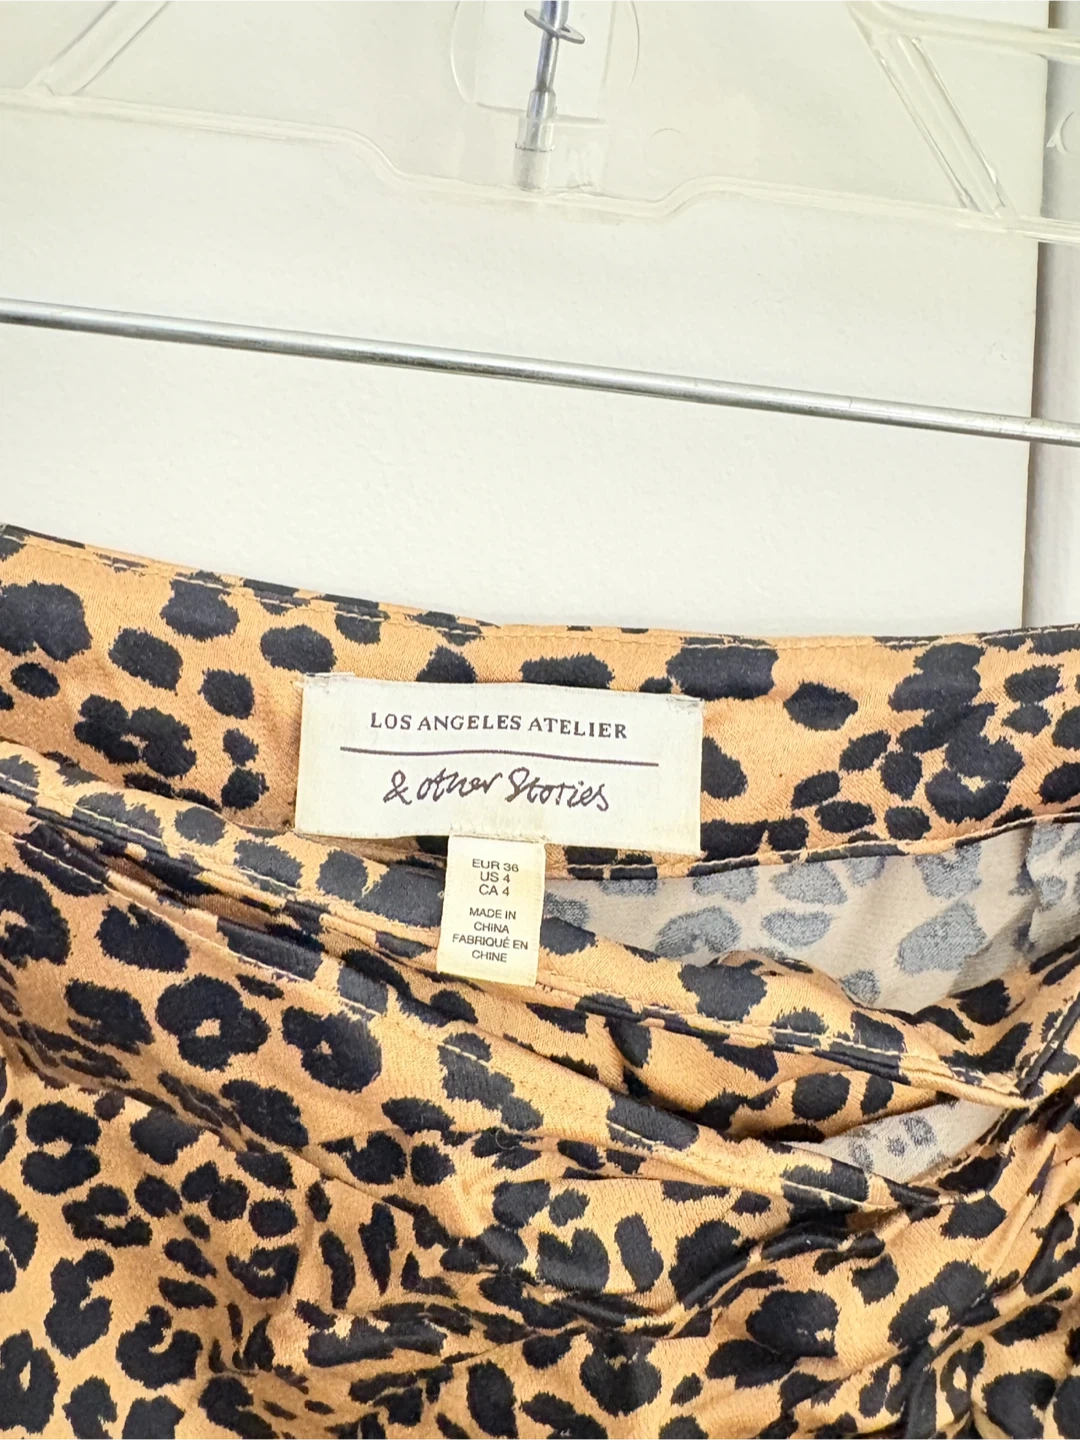 LOS ANGELES ATELIER
& other Stories
EUR 36
US 4
CA 4
MADE IN
CHINA
FABRIQUÉ EN
CHINE